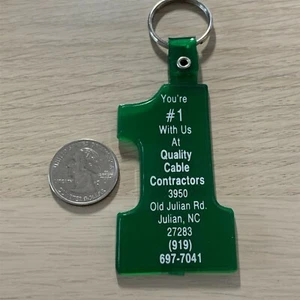 You're
#1
With Us
At
Quality
Cable
Contractors
3950
Old Julian Rd.
Julian, NC
27283
(919)
697-7041